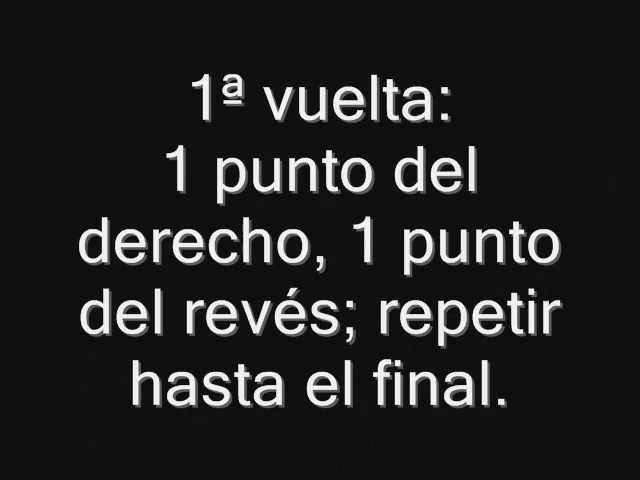 1ª vuelta:
1 punto del
derecho, 1 punto
del revés; repetir
hasta el final.